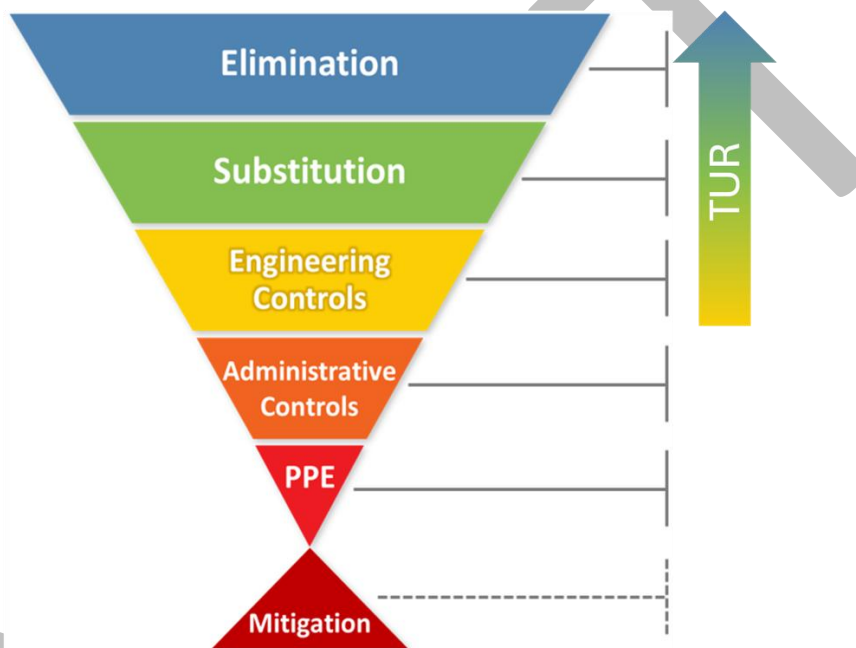 Elimination
Substitution
Engineering
Controls
Administrative
Controls
PPE
Mitigation
TUR